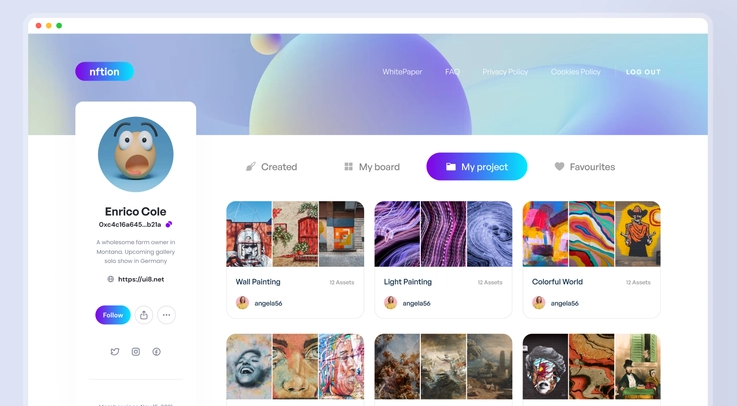 nftion
WhitePaper FAQ Privacy Policy Cookies Policy LOG OUT
Created My board My project Favourites
Enrico Cole
0xc4c16a645...b21a
A wholesome farm owner in
Montana. Upcoming gallery
solo show in Germany
https://ui8.net
Follow
Wall Painting 12 Assets
angela56
Light Painting 12 Assets
angela56
Colorful World 12 Assets
angela56